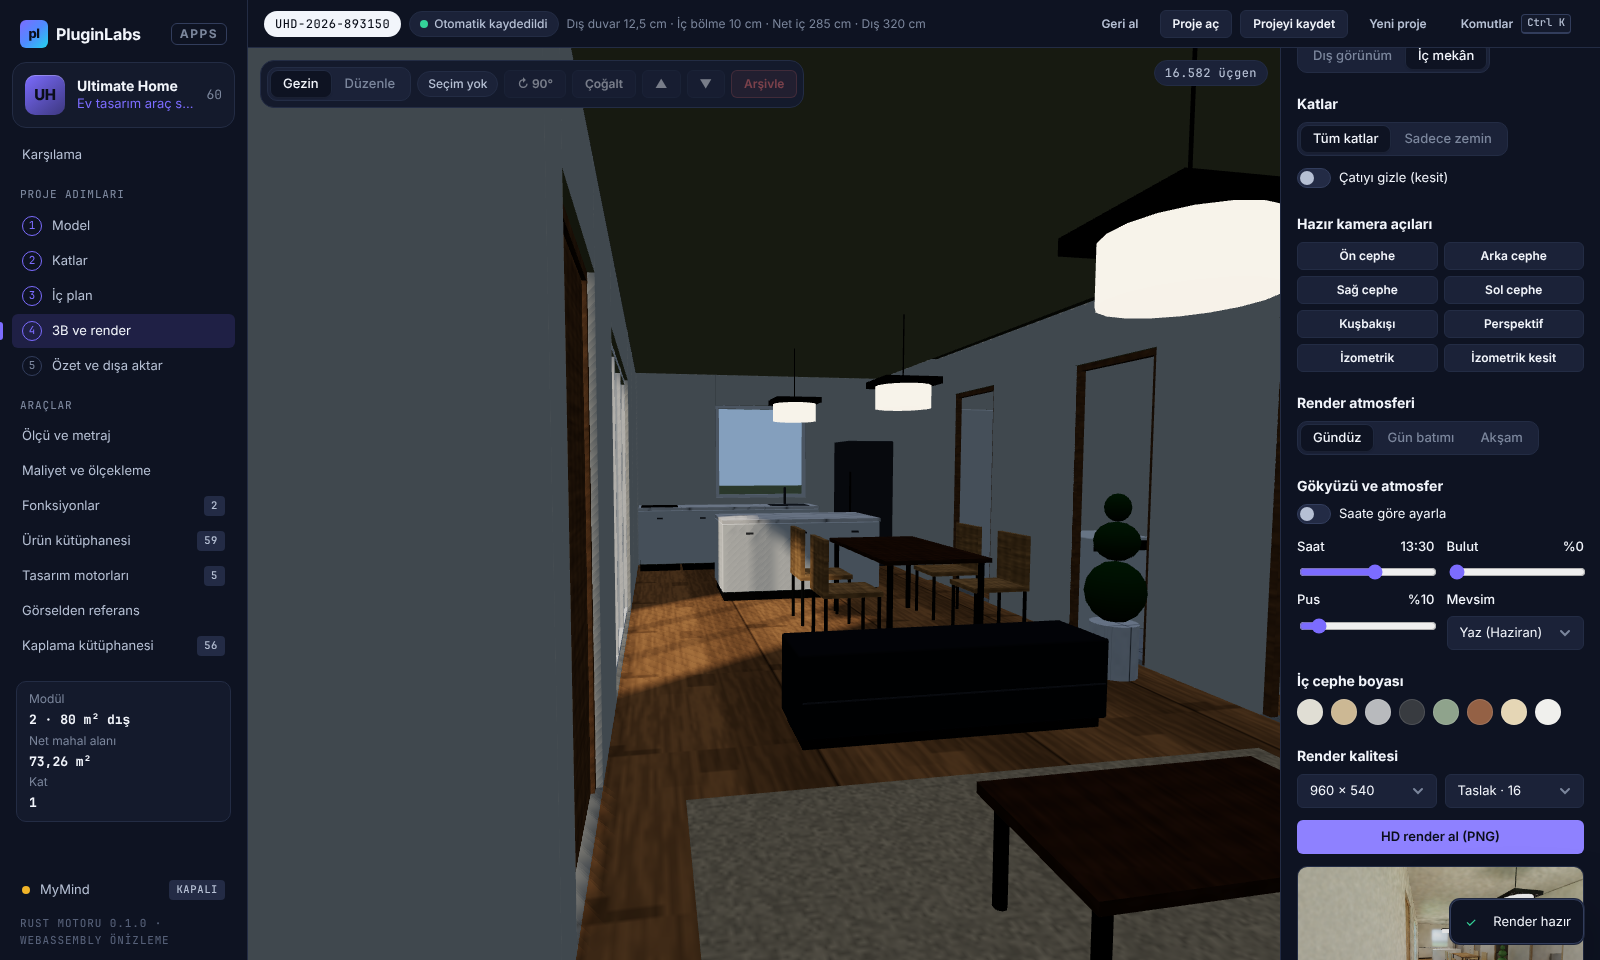 pl PluginLabs APPS
UH Ultimate Home
Ev tasarım araç s... 60
Karşılama
PROJE ADIMLARI
1 Model
2 Katlar
3 İç plan
4 3B ve render
5 Özet ve dışa aktar
ARAÇLAR
Ölçü ve metraj
Maliyet ve ölçekleme
Fonksiyonlar 2
Ürün kütüphanesi 59
Tasarım motorları 5
Görselden referans
Kaplama kütüphanesi 56
Modül
2 · 80 m² dış
Net mahal alanı
73,26 m²
Kat
1
MyMind KAPALI
RUST MOTORU 0.1.0 ·
WEBASSEMBLY ÖNİZLEME
UHD-2026-893150 Otomatik kaydedildi Dış duvar 12,5 cm · İç bölme 10 cm · Net iç 285 cm · Dış 320 cm Geri al Proje aç Projeyi kaydet Yeni proje Komutlar Ctrl K
Gezin Düzenle Seçim yok ↻ 90° Çoğalt ▲ ▼ Arşivle
16.582 üçgen
Dış görünüm İç mekân
Katlar
Tüm katlar Sadece zemin
Çatıyı gizle (kesit)
Hazır kamera açıları
Ön cephe Arka cephe
Sağ cephe Sol cephe
Kuşbakışı Perspektif
İzometrik İzometrik kesit
Render atmosferi
Gündüz Gün batımı Akşam
Gökyüzü ve atmosfer
Saate göre ayarla
Saat 13:30 Bulut %0
Pus %10 Mevsim
Yaz (Haziran)
İç cephe boyası
Render kalitesi
960 × 540 Taslak · 16
HD render al (PNG)
Render hazır